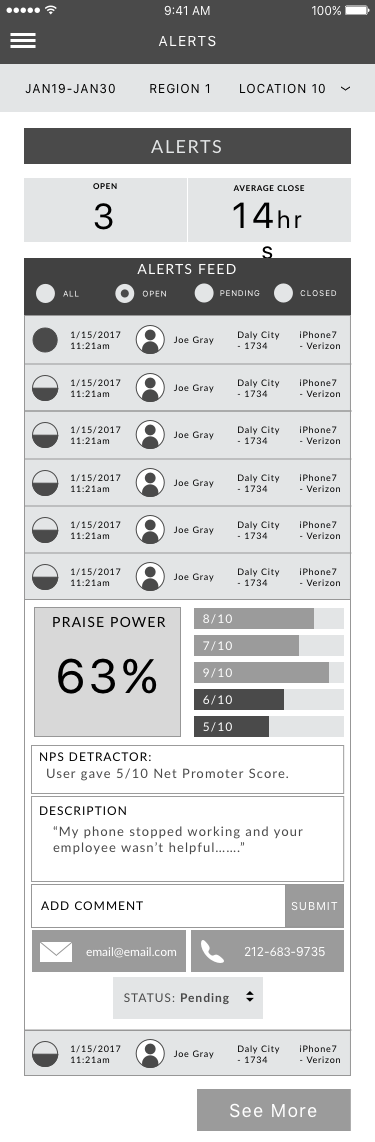 9:41 AM 100%
ALERTS
JAN19-JAN30 REGION 1 LOCATION 10
ALERTS
OPEN AVERAGE CLOSE
3 14hr
s
ALERTS FEED
ALL OPEN PENDING CLOSED
1/15/2017 Joe Gray Daly City iPhone7
11:21am - 1734 - Verizon
1/15/2017 Joe Gray Daly City iPhone7
11:21am - 1734 - Verizon
1/15/2017 Joe Gray Daly City iPhone7
11:21am - 1734 - Verizon
1/15/2017 Joe Gray Daly City iPhone7
11:21am - 1734 - Verizon
1/15/2017 Joe Gray Daly City iPhone7
11:21am - 1734 - Verizon
1/15/2017 Joe Gray Daly City iPhone7
11:21am - 1734 - Verizon
PRAISE POWER
63%
8/10
7/10
9/10
6/10
5/10
NPS DETRACTOR:
User gave 5/10 Net Promoter Score.
DESCRIPTION
“My phone stopped working and your
employee wasn’t helpful.......”
ADD COMMENT SUBMIT
email@email.com 212-683-9735
STATUS: Pending
1/15/2017 Joe Gray Daly City iPhone7
11:21am - 1734 - Verizon
See More